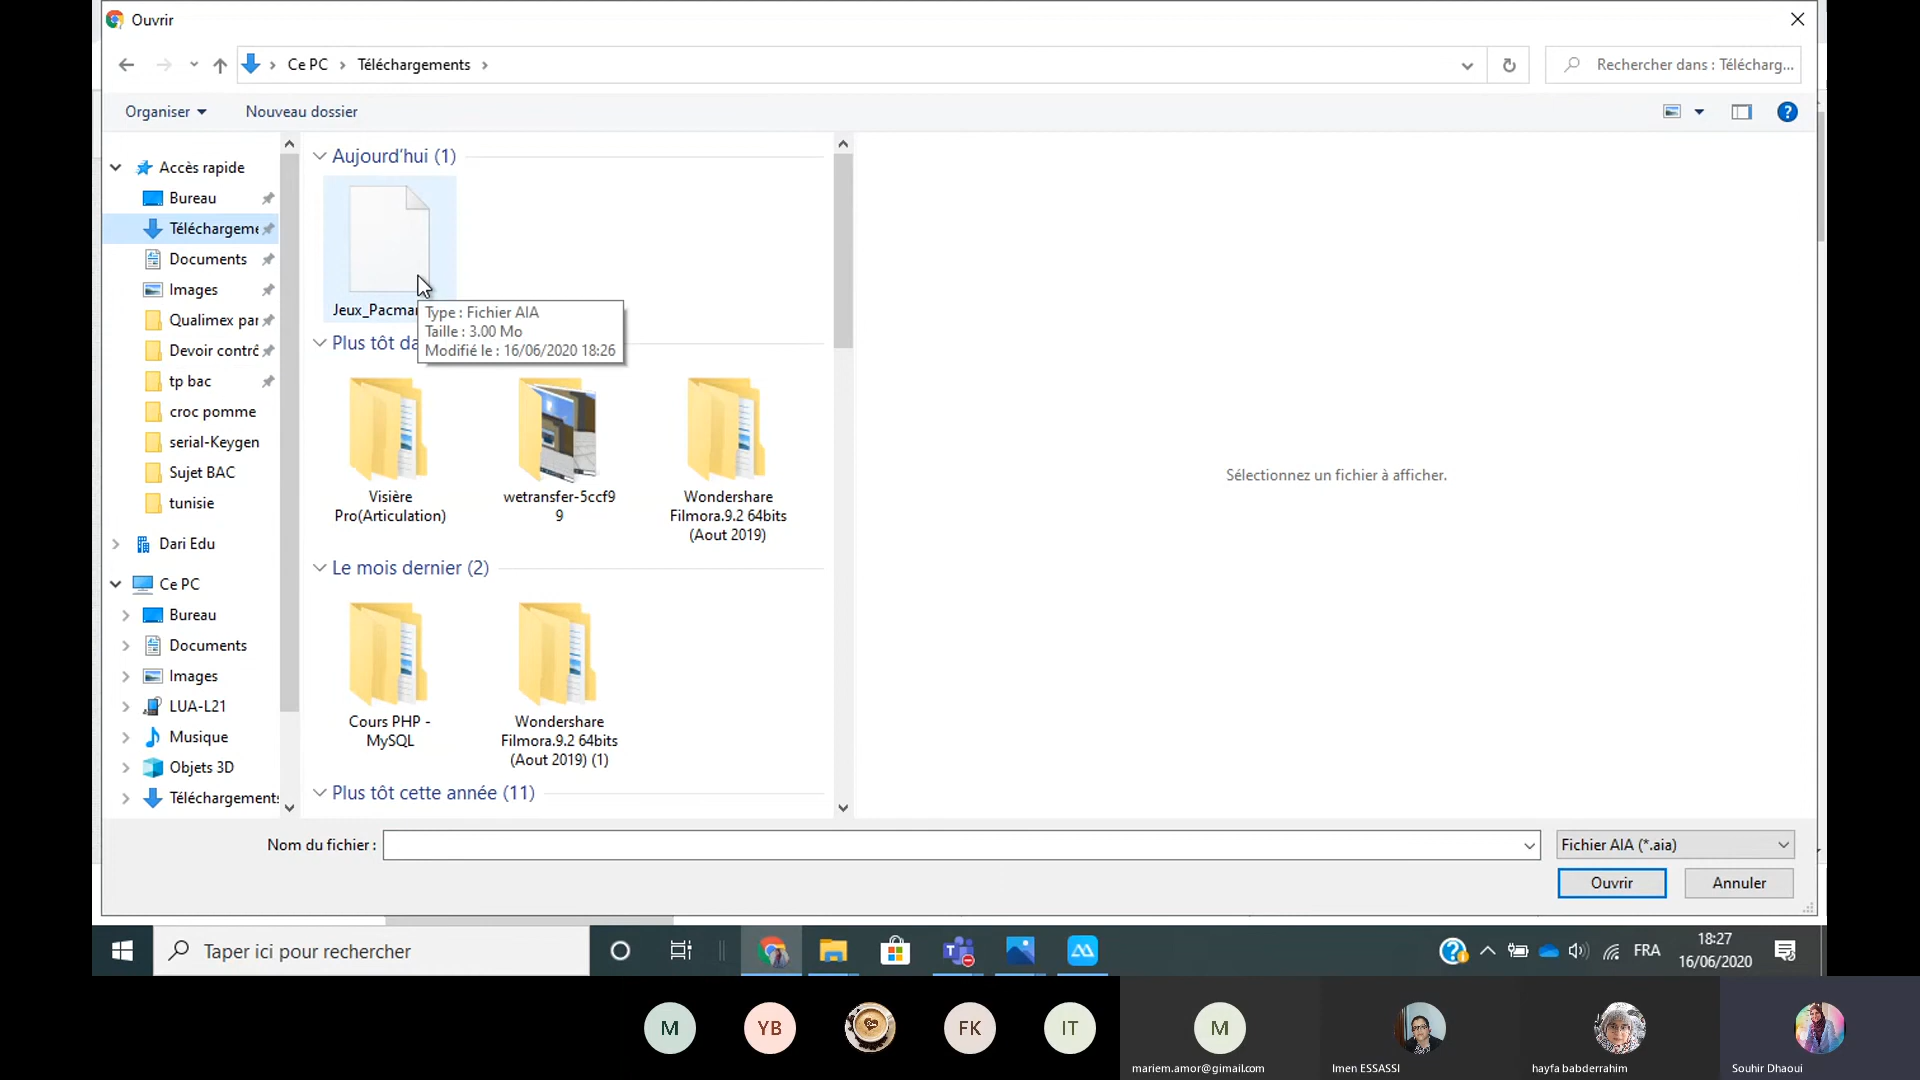 Ouvrir
Ce PC
Téléchargements
Rechercher dans : Télécharg...
Organiser
Nouveau dossier
Accès rapide
Bureau
Téléchargeme
Documents
Images
Qualimex par
Devoir contrô
tp bac
croc pomme
serial-Keygen
Sujet BAC
tunisie
Dari Edu
Ce PC
Bureau
Documents
Images
LUA-L21
Musique
Objets 3D
Téléchargements
Aujourd'hui (1)
Jeux_Pacma
Type : Fichier AIA
Taille : 3.00 Mo
Modifié le : 16/06/2020 18:26
Plus tôt da
Visière
Pro(Articulation)
wetransfer-5ccf9
9
Wondershare
Filmora.9.2 64bits
(Aout 2019)
Le mois dernier (2)
Cours PHP -
MySQL
Wondershare
Filmora.9.2 64bits
(Aout 2019) (1)
Plus tôt cette année (11)
Sélectionnez un fichier à afficher.
Nom du fichier :
Fichier AIA (*.aia)
Ouvrir
Annuler
Taper ici pour rechercher
FRA
18:27
16/06/2020
M
YB
FK
IT
M
mariem.amor@gimail.com
Imen ESSASSI
hayfa babderrahim
Souhir Dhaoui